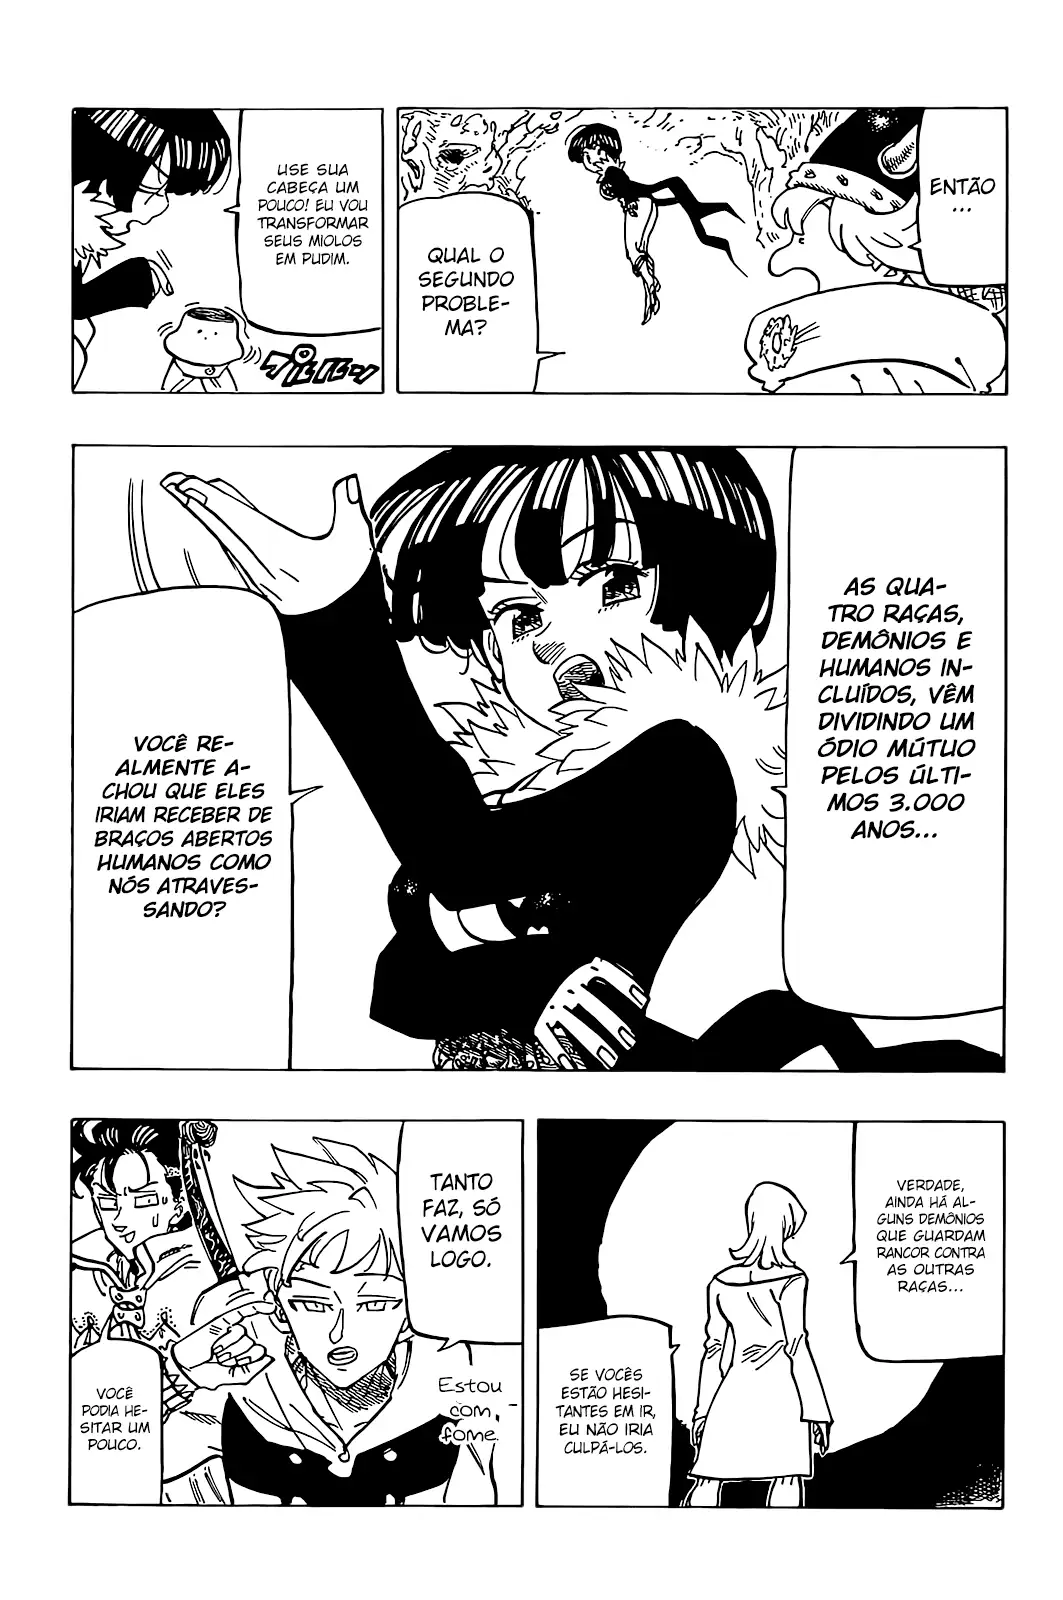 ENTÃO
...
QUAL O
SEGUNDO
PROBLE-
MA?
USE SUA
CABEÇA UM
POUCO! EU VOU
TRANSFORMAR
SEUS MIOLOS
EM PUDIM.
プルルン
AS QUA-
TRO RAÇAS,
DEMÔNIOS E
HUMANOS IN-
CLUÍDOS, VÊM
DIVIDINDO UM
ÓDIO MÚTUO
PELOS ÚLTI-
MOS 3.000
ANOS...
VOCÊ RE-
ALMENTE A-
CHOU QUE ELES
IRIAM RECEBER DE
BRAÇOS ABERTOS
HUMANOS COMO
NÓS ATRAVES-
SANDO?
VERDADE,
AINDA HÁ AL-
GUNS DEMÔNIOS
QUE GUARDAM
RANCOR CONTRA
AS OUTRAS
RAÇAS...
SE VOCÊS
ESTÃO HESI-
TANTES EM IR,
EU NÃO IRIA
CULPÁ-LOS.
TANTO
FAZ, SÓ
VAMOS
LOGO.
Estou
com
fome.
VOCÊ
PODIA HE-
SITAR UM
POUCO.